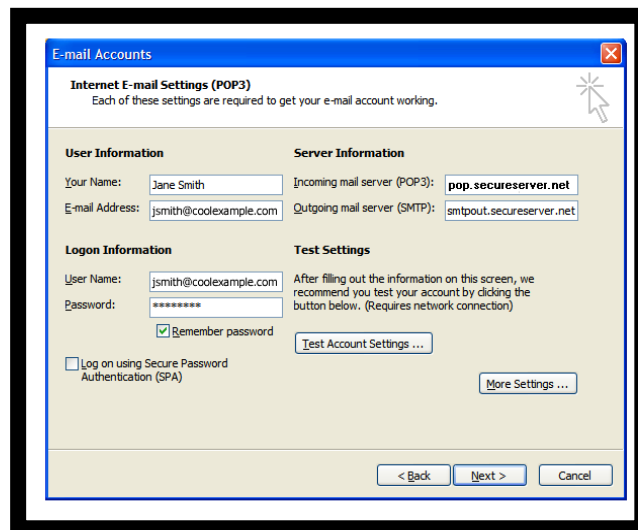 E-mail Accounts
Internet E-mail Settings (POP3)
Each of these settings are required to get your e-mail account working.
User Information
Your Name: Jane Smith
E-mail Address: jsmith@coolexample.com
Server Information
Incoming mail server (POP3): pop.secureserver.net
Outgoing mail server (SMTP): smtpout.secureserver.net
Logon Information
User Name: jsmith@coolexample.com
Password: ********
Remember password
Log on using Secure Password
Authentication (SPA)
Test Settings
After filling out the information on this screen, we
recommend you test your account by clicking the
button below. (Requires network connection)
Test Account Settings ...
More Settings ...
< Back
Next >
Cancel